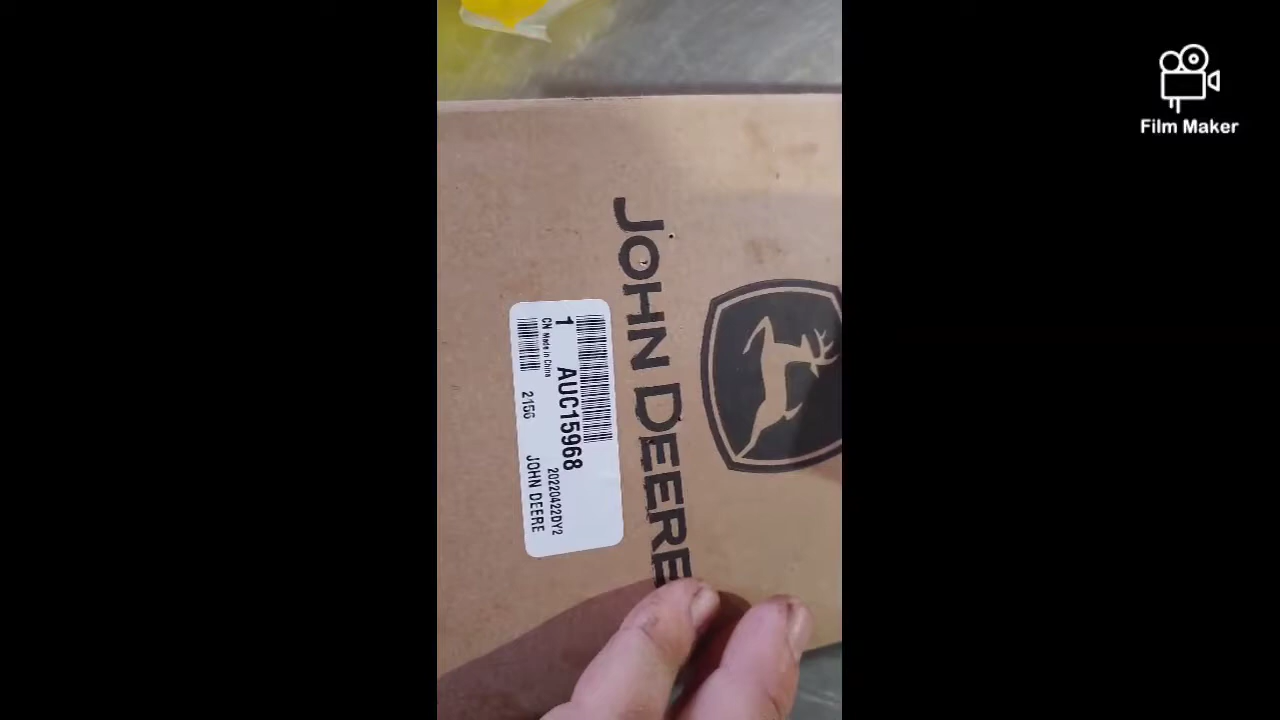 JOHN DEERE
1 AUC15968
CN Made in China
20220422DY2
2156
JOHN DEERE
Film Maker